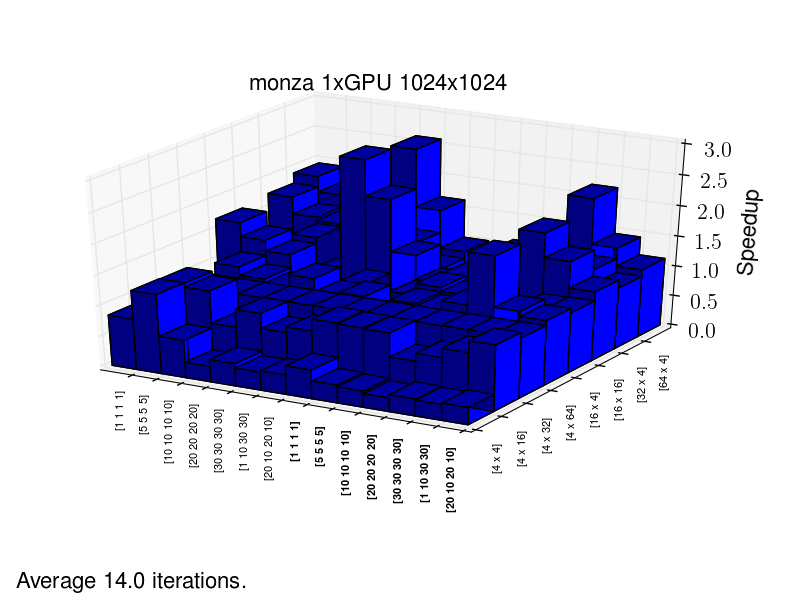 monza 1xGPU 1024x1024
3.0
2.5
2.0
1.5
1.0
0.5
0.0
Speedup
[1 1 1 1]
[5 5 5 5]
[10 10 10 10]
[20 20 20 20]
[30 30 30 30]
[1 10 30 30]
[20 10 20 10]
[1 1 1 1]
[5 5 5 5]
[10 10 10 10]
[20 20 20 20]
[30 30 30 30]
[1 10 30 30]
[20 10 20 10]
[4 x 4]
[4 x 16]
[4 x 32]
[4 x 64]
[16 x 4]
[16 x 16]
[32 x 4]
[64 x 4]
Average 14.0 iterations.